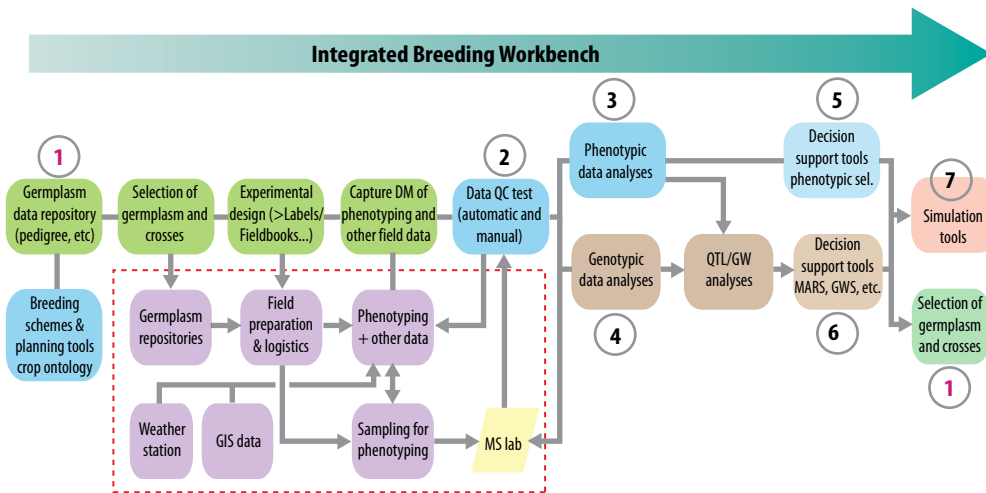 Integrated Breeding Workbench
1
Germplasm
data repository
(pedigree, etc)
Selection of
germplasm and
crosses
Experimental
design (>Labels/
Fieldbooks...)
Capture DM of
phenotyping and
other field data
2
Data QC test
(automatic and
manual)
3
Phenotypic
data analyses
5
Decision
support tools
phenotypic sel.
7
Simulation
tools
Breeding
schemes &
planning tools
crop ontology
Germplasm
repositories
Field
preparation
& logistics
Phenotyping
+ other data
Genotypic
data analyses
4
QTL/GW
analyses
Decision
support tools
MARS, GWS, etc.
6
Selection of
germplasm
and crosses
1
Weather
station
GIS data
Sampling for
phenotyping
MS lab